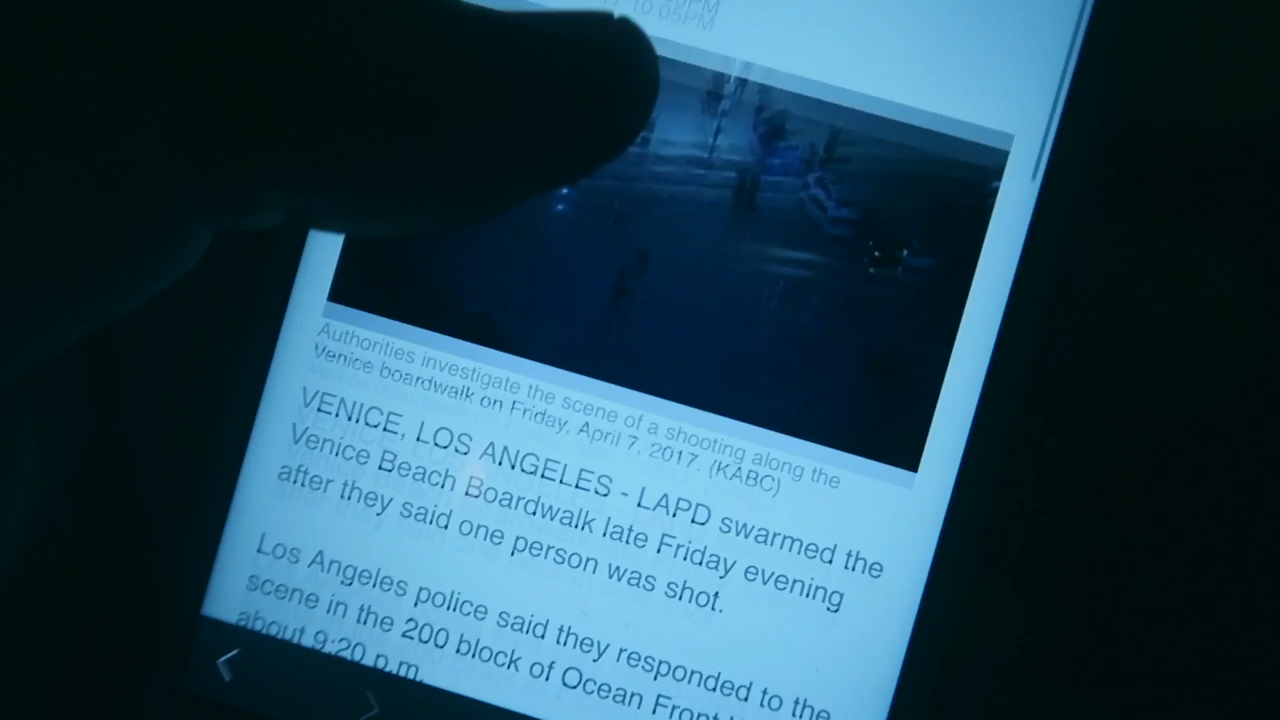 10:05PM
Authorities investigate the scene of a shooting along the
Venice boardwalk on Friday, April 7, 2017. (KABC)
VENICE, LOS ANGELES - LAPD swarmed the
Venice Beach Boardwalk late Friday evening
after they said one person was shot.
Los Angeles police said they responded to the
scene in the 200 block of Ocean Front
about 9:20 p.m.